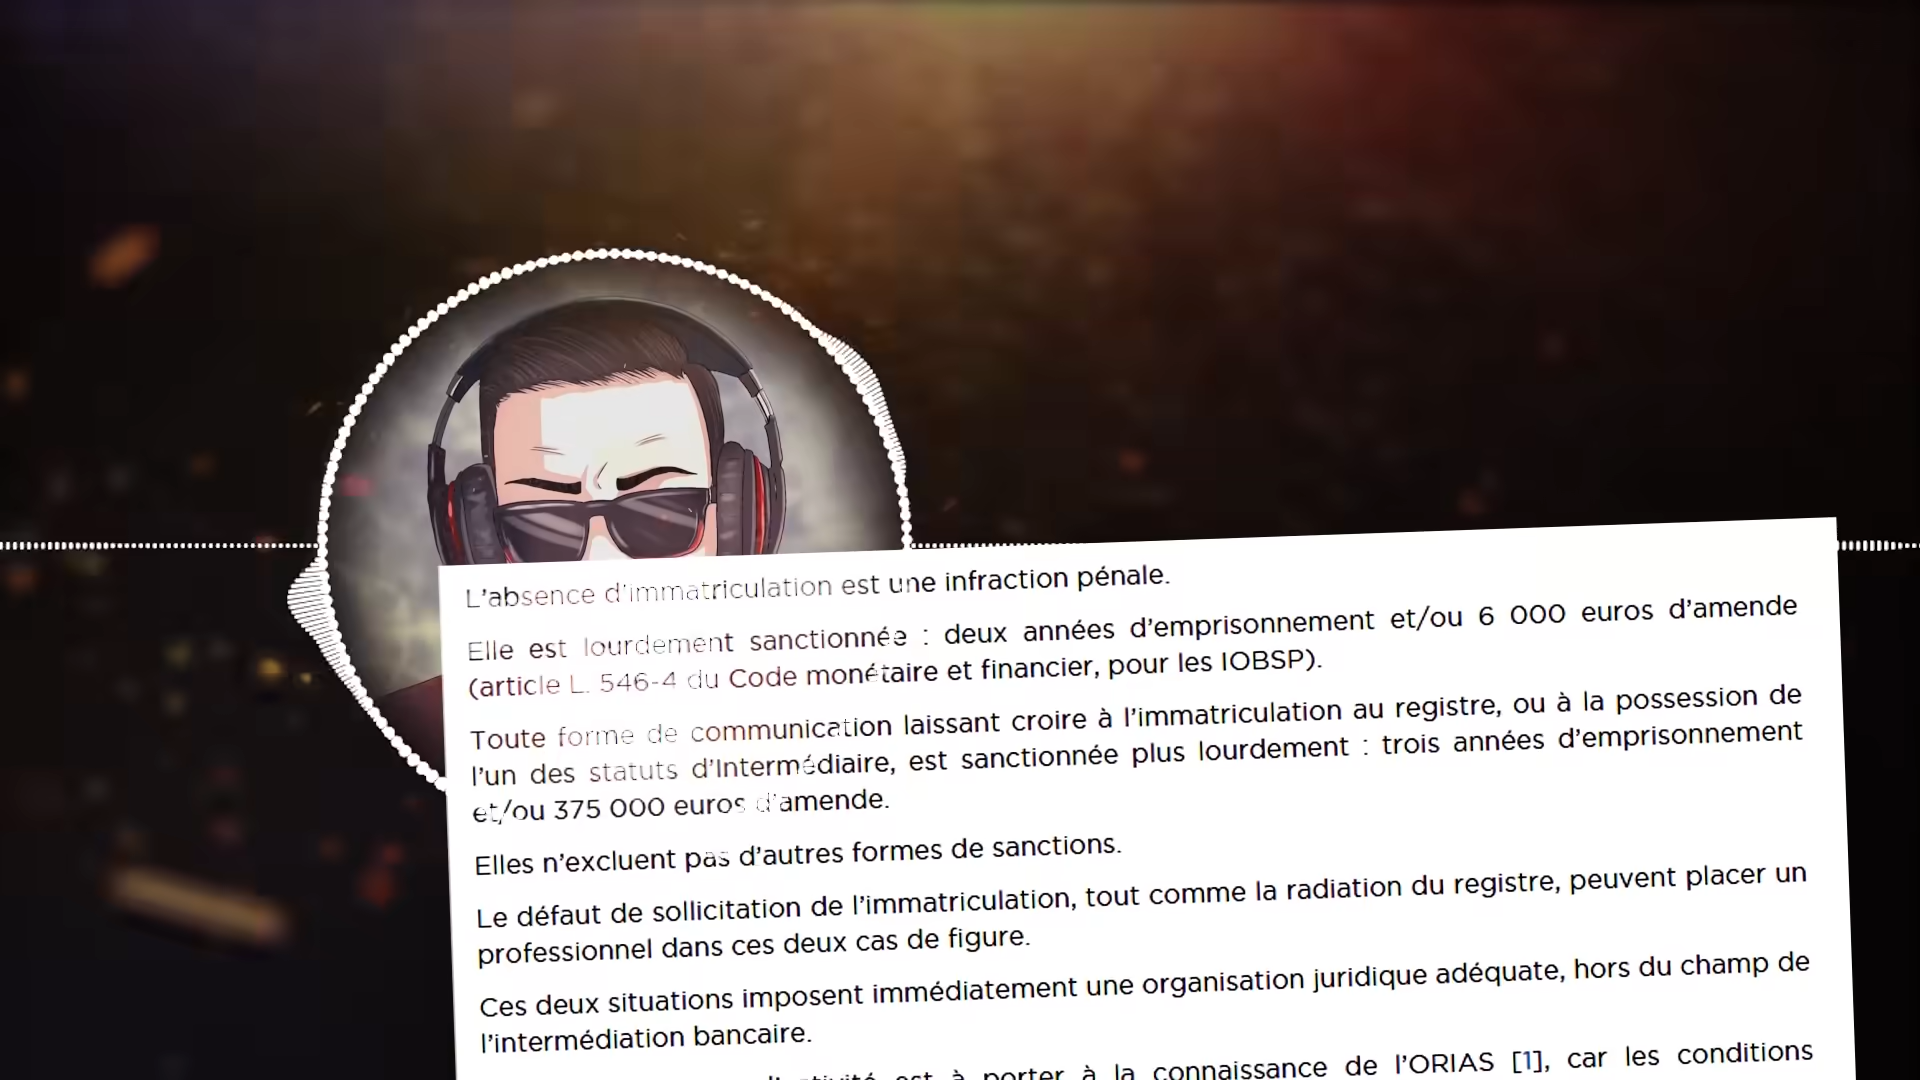 L'absence d'immatriculation est une infraction pénale.
Elle est lourdement sanctionnée : deux années d'emprisonnement et/ou 6 000 euros d'amende
(article L. 546-4 du Code monétaire et financier, pour les IOBSP).
Toute forme de communication laissant croire à l'immatriculation au registre, ou à la possession de
l'un des statuts d'Intermédiaire, est sanctionnée plus lourdement : trois années d'emprisonnement
et/ou 375 000 euros d'amende.
Elles n'excluent pas d'autres formes de sanctions.
Le défaut de sollicitation de l'immatriculation, tout comme la radiation du registre, peuvent placer un
professionnel dans ces deux cas de figure.
Ces deux situations imposent immédiatement une organisation juridique adéquate, hors du champ de
l'intermédiation bancaire.
est à porter à la connaissance de l'ORIAS [1], car les conditions